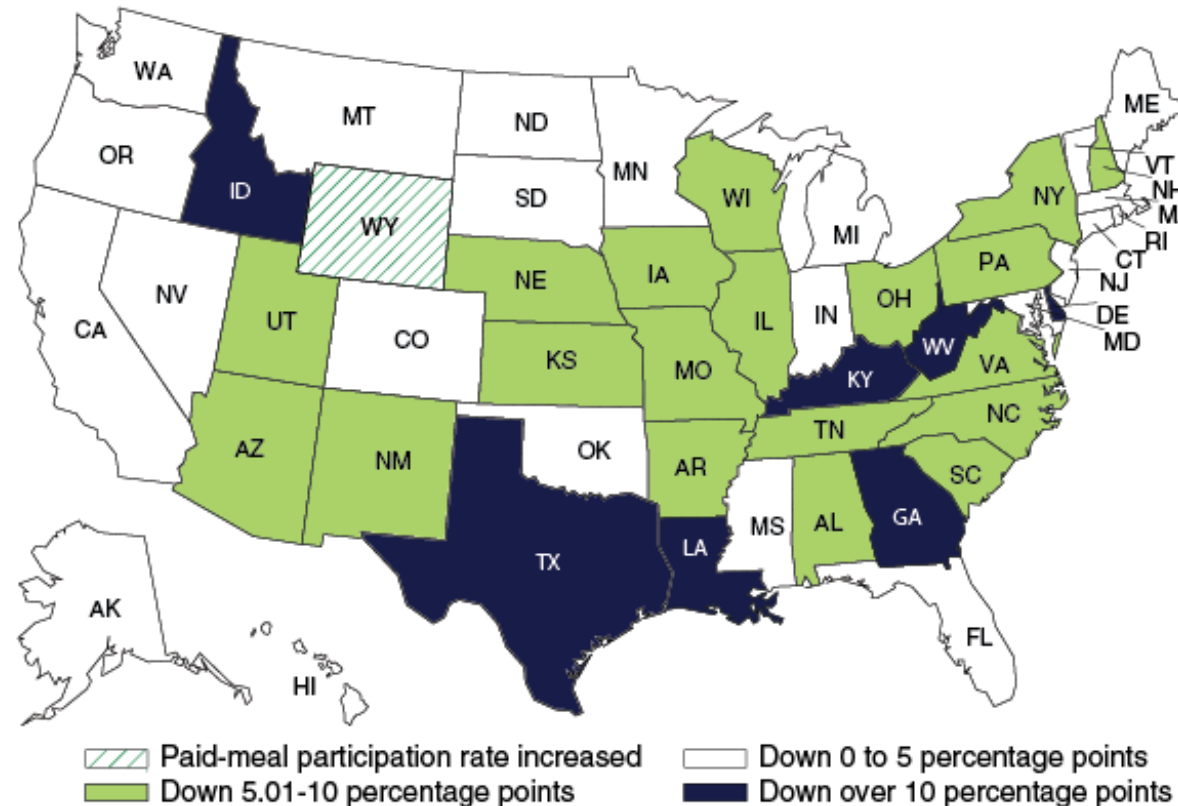 WA
MT
ND
MN
ME
OR
ID
SD
WI
MI
NY
VT
NH
M
RI
CT
WY
NE
IA
PA
NJ
NV
UT
CO
IL
IN
OH
DE
MD
CA
KS
MO
KY
WV
VA
AZ
NM
OK
AR
TN
NC
SC
TX
LA
MS
AL
GA
AK
HI
FL
Paid-meal participation rate increased
Down 0 to 5 percentage points
Down 5.01-10 percentage points
Down over 10 percentage points